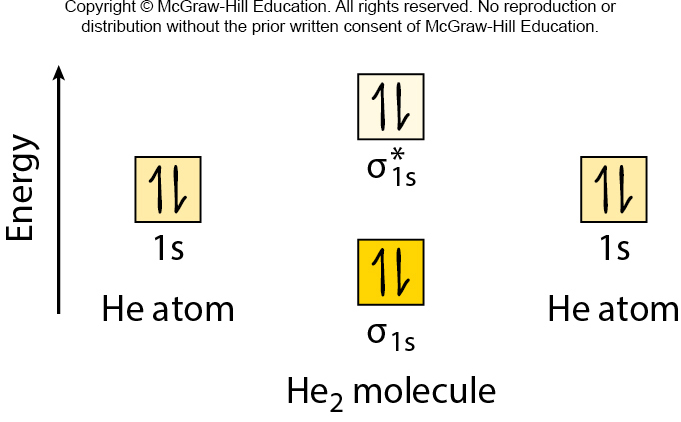 Copyright © McGraw-Hill Education. All rights reserved. No reproduction or
distribution without the prior written consent of McGraw-Hill Education.
Energy
1s
He atom
σ*1s
σ1s
He2 molecule
1s
He atom